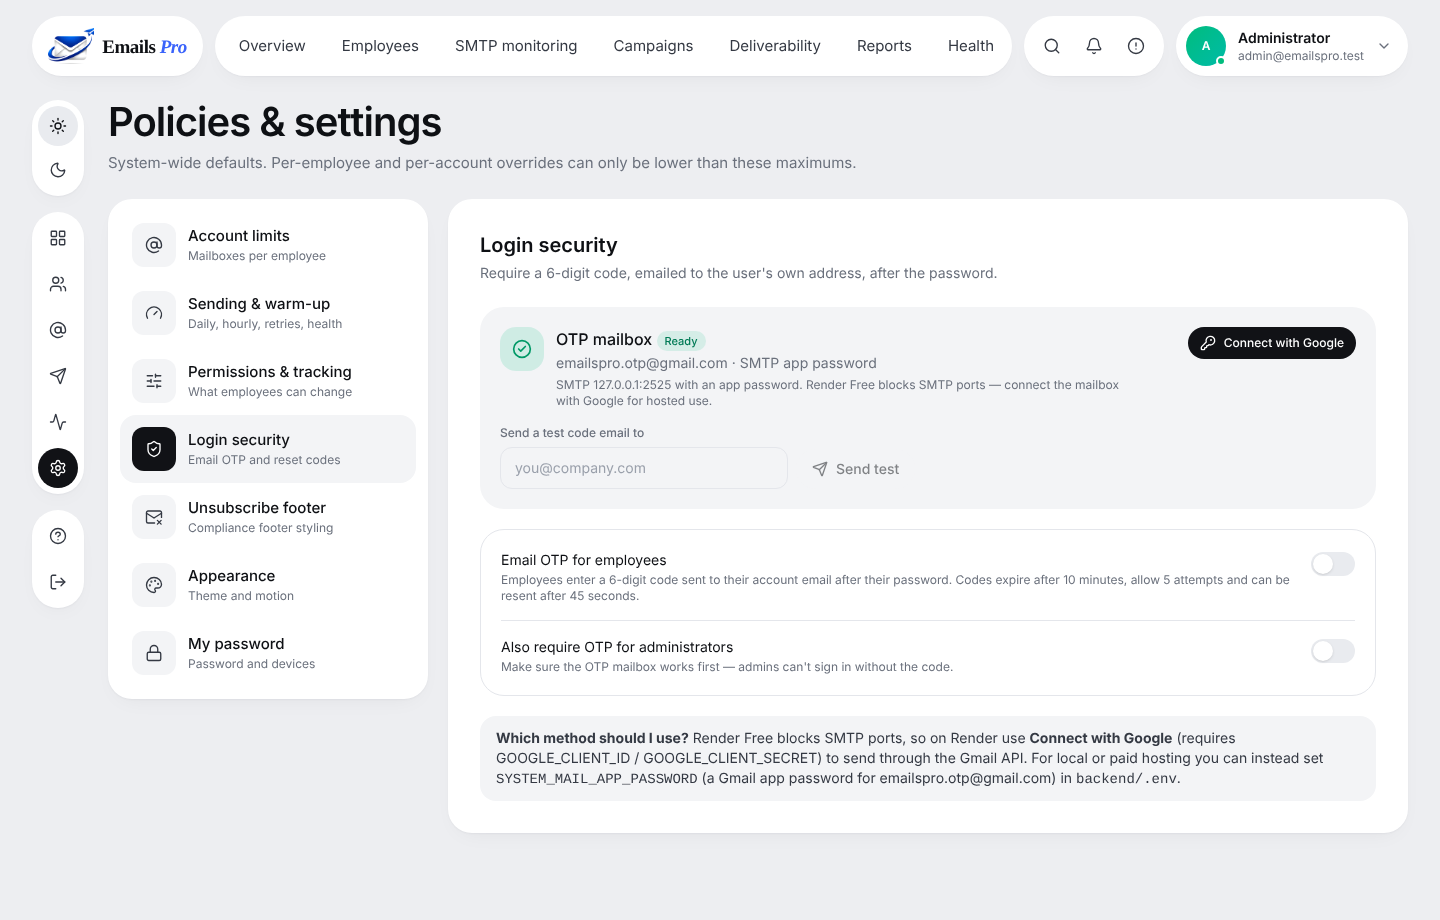 Emails Pro
Overview
Employees
SMTP monitoring
Campaigns
Deliverability
Reports
Health
A
Administrator
admin@emailspro.test
Policies & settings
System-wide defaults. Per-employee and per-account overrides can only be lower than these maximums.
Account limits
Mailboxes per employee
Sending & warm-up
Daily, hourly, retries, health
Permissions & tracking
What employees can change
Login security
Email OTP and reset codes
Unsubscribe footer
Compliance footer styling
Appearance
Theme and motion
My password
Password and devices
Login security
Require a 6-digit code, emailed to the user's own address, after the password.
OTP mailbox Ready
emailspro.otp@gmail.com · SMTP app password
SMTP 127.0.0.1:2525 with an app password. Render Free blocks SMTP ports — connect the mailbox
with Google for hosted use.
Connect with Google
Send a test code email to
you@company.com
Send test
Email OTP for employees
Employees enter a 6-digit code sent to their account email after their password. Codes expire after 10 minutes, allow 5 attempts and can be
resent after 45 seconds.
Also require OTP for administrators
Make sure the OTP mailbox works first — admins can't sign in without the code.
Which method should I use? Render Free blocks SMTP ports, so on Render use Connect with Google (requires
GOOGLE_CLIENT_ID / GOOGLE_CLIENT_SECRET) to send through the Gmail API. For local or paid hosting you can instead set
SYSTEM_MAIL_APP_PASSWORD (a Gmail app password for emailspro.otp@gmail.com) in backend/.env.